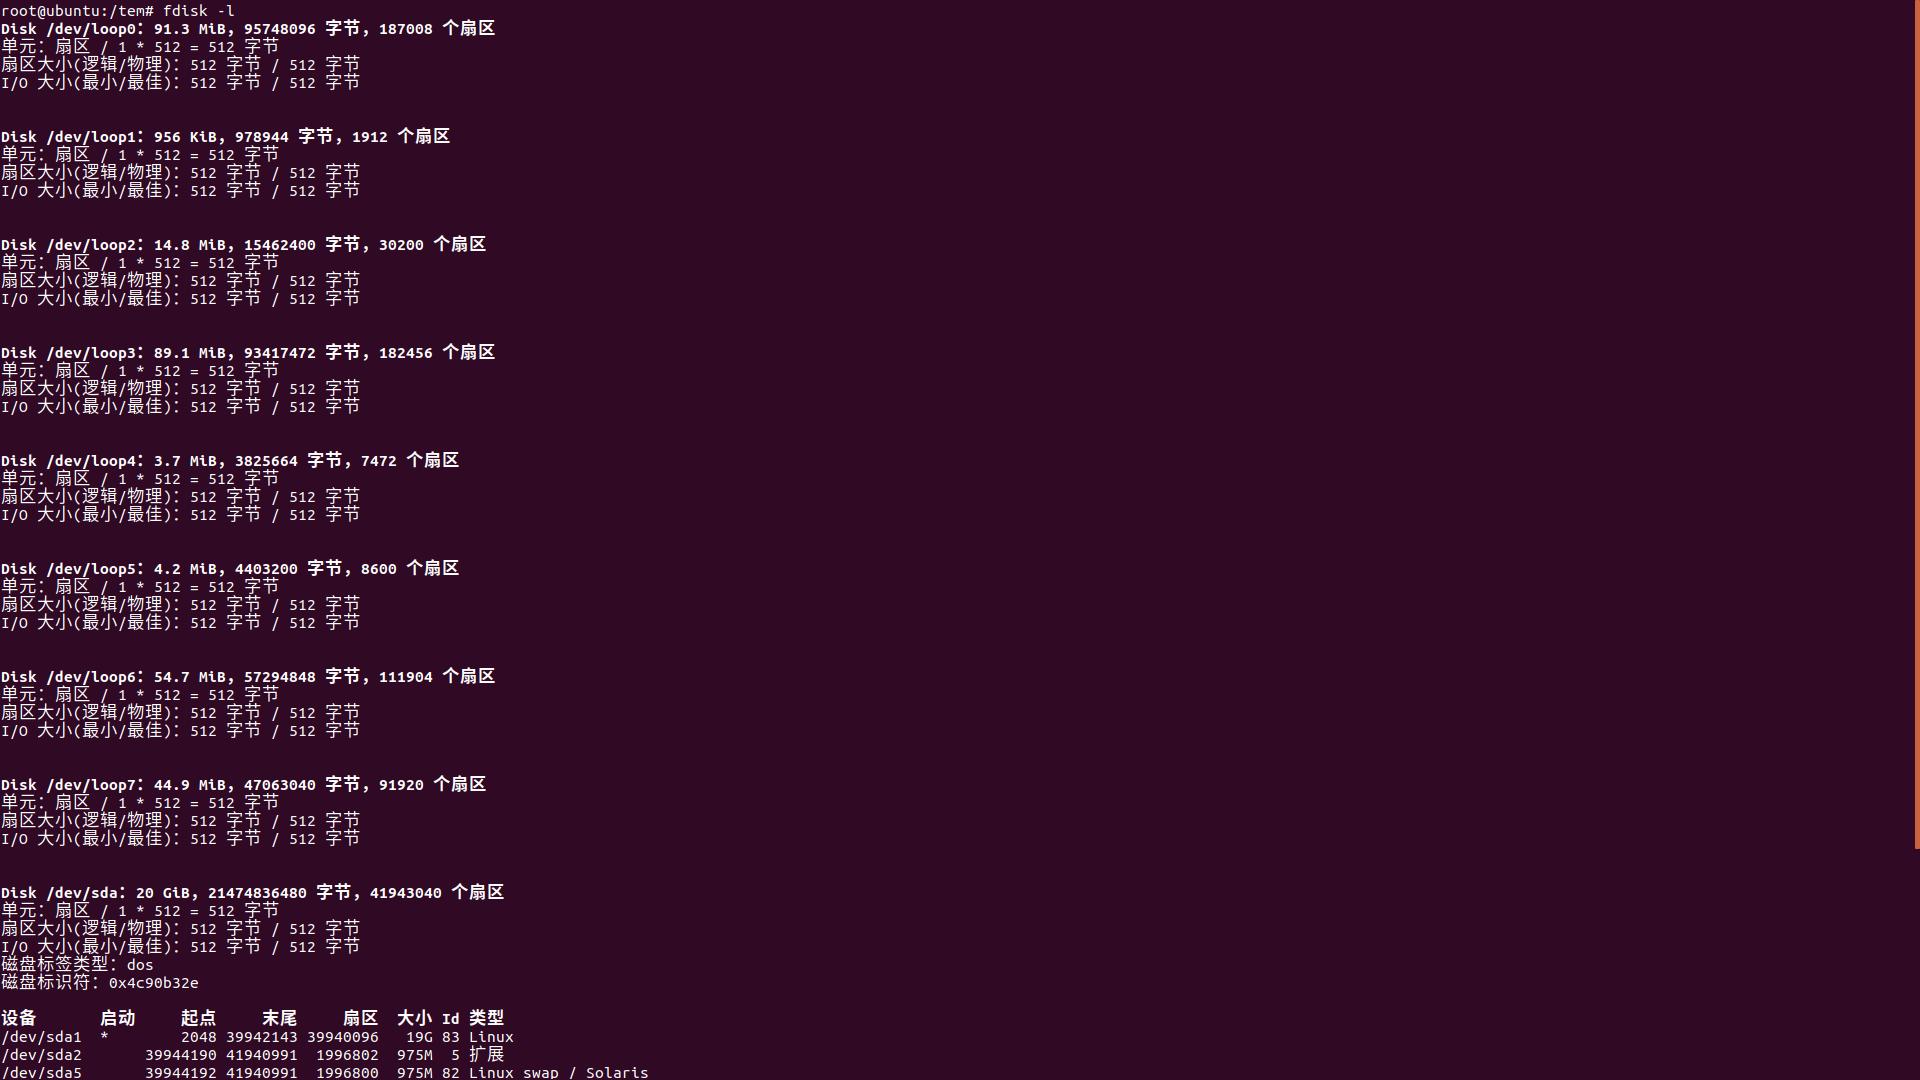 root@ubuntu:/tem# fdisk -l
Disk /dev/loop0：91.3 MiB，95748096 字节，187008 个扇区
单元：扇区 / 1 * 512 = 512 字节
扇区大小(逻辑/物理)：512 字节 / 512 字节
I/O 大小(最小/最佳)：512 字节 / 512 字节
Disk /dev/loop1：956 KiB，978944 字节，1912 个扇区
单元：扇区 / 1 * 512 = 512 字节
扇区大小(逻辑/物理)：512 字节 / 512 字节
I/O 大小(最小/最佳)：512 字节 / 512 字节
Disk /dev/loop2：14.8 MiB，15462400 字节，30200 个扇区
单元：扇区 / 1 * 512 = 512 字节
扇区大小(逻辑/物理)：512 字节 / 512 字节
I/O 大小(最小/最佳)：512 字节 / 512 字节
Disk /dev/loop3：89.1 MiB，93417472 字节，182456 个扇区
单元：扇区 / 1 * 512 = 512 字节
扇区大小(逻辑/物理)：512 字节 / 512 字节
I/O 大小(最小/最佳)：512 字节 / 512 字节
Disk /dev/loop4：3.7 MiB，3825664 字节，7472 个扇区
单元：扇区 / 1 * 512 = 512 字节
扇区大小(逻辑/物理)：512 字节 / 512 字节
I/O 大小(最小/最佳)：512 字节 / 512 字节
Disk /dev/loop5：4.2 MiB，4403200 字节，8600 个扇区
单元：扇区 / 1 * 512 = 512 字节
扇区大小(逻辑/物理)：512 字节 / 512 字节
I/O 大小(最小/最佳)：512 字节 / 512 字节
Disk /dev/loop6：54.7 MiB，57294848 字节，111904 个扇区
单元：扇区 / 1 * 512 = 512 字节
扇区大小(逻辑/物理)：512 字节 / 512 字节
I/O 大小(最小/最佳)：512 字节 / 512 字节
Disk /dev/loop7：44.9 MiB，47063040 字节，91920 个扇区
单元：扇区 / 1 * 512 = 512 字节
扇区大小(逻辑/物理)：512 字节 / 512 字节
I/O 大小(最小/最佳)：512 字节 / 512 字节
Disk /dev/sda：20 GiB，21474836480 字节，41943040 个扇区
单元：扇区 / 1 * 512 = 512 字节
扇区大小(逻辑/物理)：512 字节 / 512 字节
I/O 大小(最小/最佳)：512 字节 / 512 字节
磁盘标签类型：dos
磁盘标识符：0x4c90b32e
设备 启动 起点 末尾 扇区 大小 Id 类型
/dev/sda1 * 2048 39942143 39940096 19G 83 Linux
/dev/sda2 39944190 41940991 1996802 975M 5 扩展
/dev/sda5 39944192 41940991 1996800 975M 82 Linux swap / Solaris